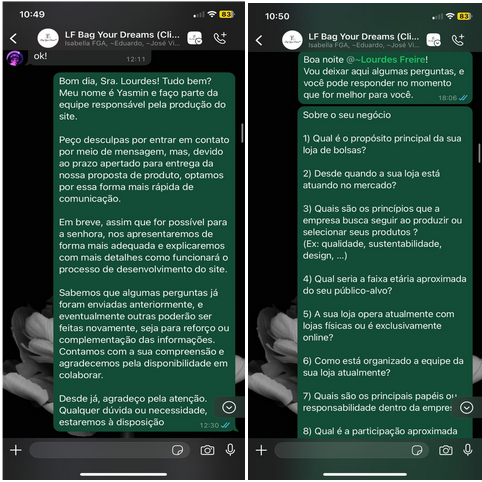 10:49
83
LF Bag Your Dreams (Cli...
Isabella FGA, ~Eduardo, ~José Vi...
ok!
12:11
Bom dia, Sra. Lourdes! Tudo bem?
Meu nome é Yasmin e faço parte da
equipe responsável pela produção do
site.
Peço desculpas por entrar em contato
por meio de mensagem, mas, devido
ao prazo apertado para entrega da
nossa proposta de produto, optamos
por essa forma mais rápida de
comunicação.
Em breve, assim que for possível para
a senhora, nos apresentaremos de
forma mais adequada e explicaremos
com mais detalhes como funcionará o
processo de desenvolvimento do site.
Sabemos que algumas perguntas já
foram enviadas anteriormente, e
eventualmente outras poderão ser
feitas novamente, seja para reforço ou
complementação das informações.
Contamos com a sua compreensão e
agradecemos pela disponibilidade em
colaborar.
Desde já, agradeço pela atenção.
Qualquer dúvida ou necessidade,
estaremos à disposição
12:30
10:50
83
LF Bag Your Dreams (Cli...
Isabella FGA, ~Eduardo, ~José Vi...
Boa noite @~Lourdes Freire!
Vou deixar aqui algumas perguntas, e
você pode responder no momento
que for melhor para você.
18:06
Sobre o seu negócio
1) Qual é o propósito principal da sua
loja de bolsas?
2) Desde quando a sua loja está
atuando no mercado?
3) Quais são os princípios que a
empresa busca seguir ao produzir ou
selecionar seus produtos ?
(Ex: qualidade, sustentabilidade,
design, ...)
4) Qual seria a faixa etária aproximada
do seu público-alvo?
5) A sua loja opera atualmente com
lojas físicas ou é exclusivamente
online?
6) Como está organizado a equipe da
sua loja atualmente?
7) Quais são os principais papéis ou
responsabilidade dentro da empres
8) Qual é a participação aproximada